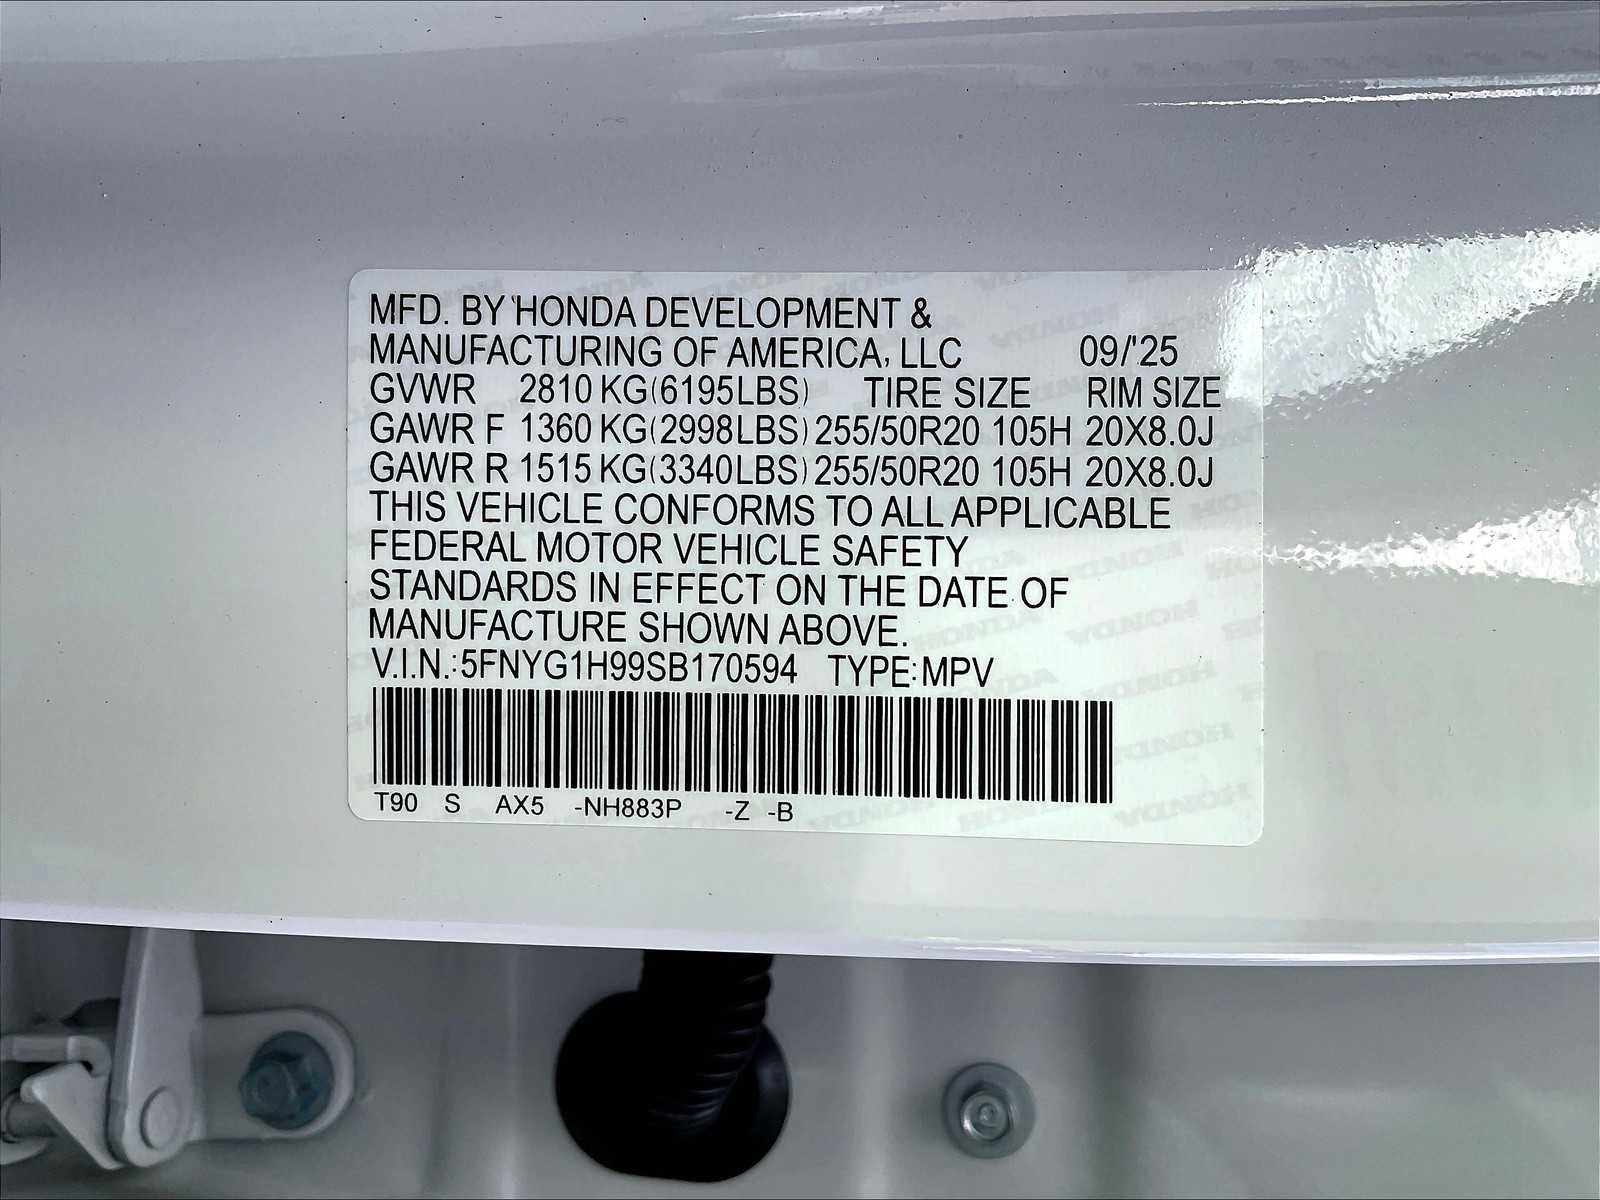 MFD. BY HONDA DEVELOPMENT &
MANUFACTURING OF AMERICA, LLC 09/'25
GVWR 2810 KG(6195LBS) TIRE SIZE RIM SIZE
GAWR F 1360 KG(2998LBS) 255/50R20 105H 20X8.0J
GAWR R 1515 KG(3340LBS) 255/50R20 105H 20X8.0J
THIS VEHICLE CONFORMS TO ALL APPLICABLE
FEDERAL MOTOR VEHICLE SAFETY
STANDARDS IN EFFECT ON THE DATE OF
MANUFACTURE SHOWN ABOVE.
V.I.N.:5FNYG1H99SB170594 TYPE:MPV
T90 S AX5 -NH883P -Z -B